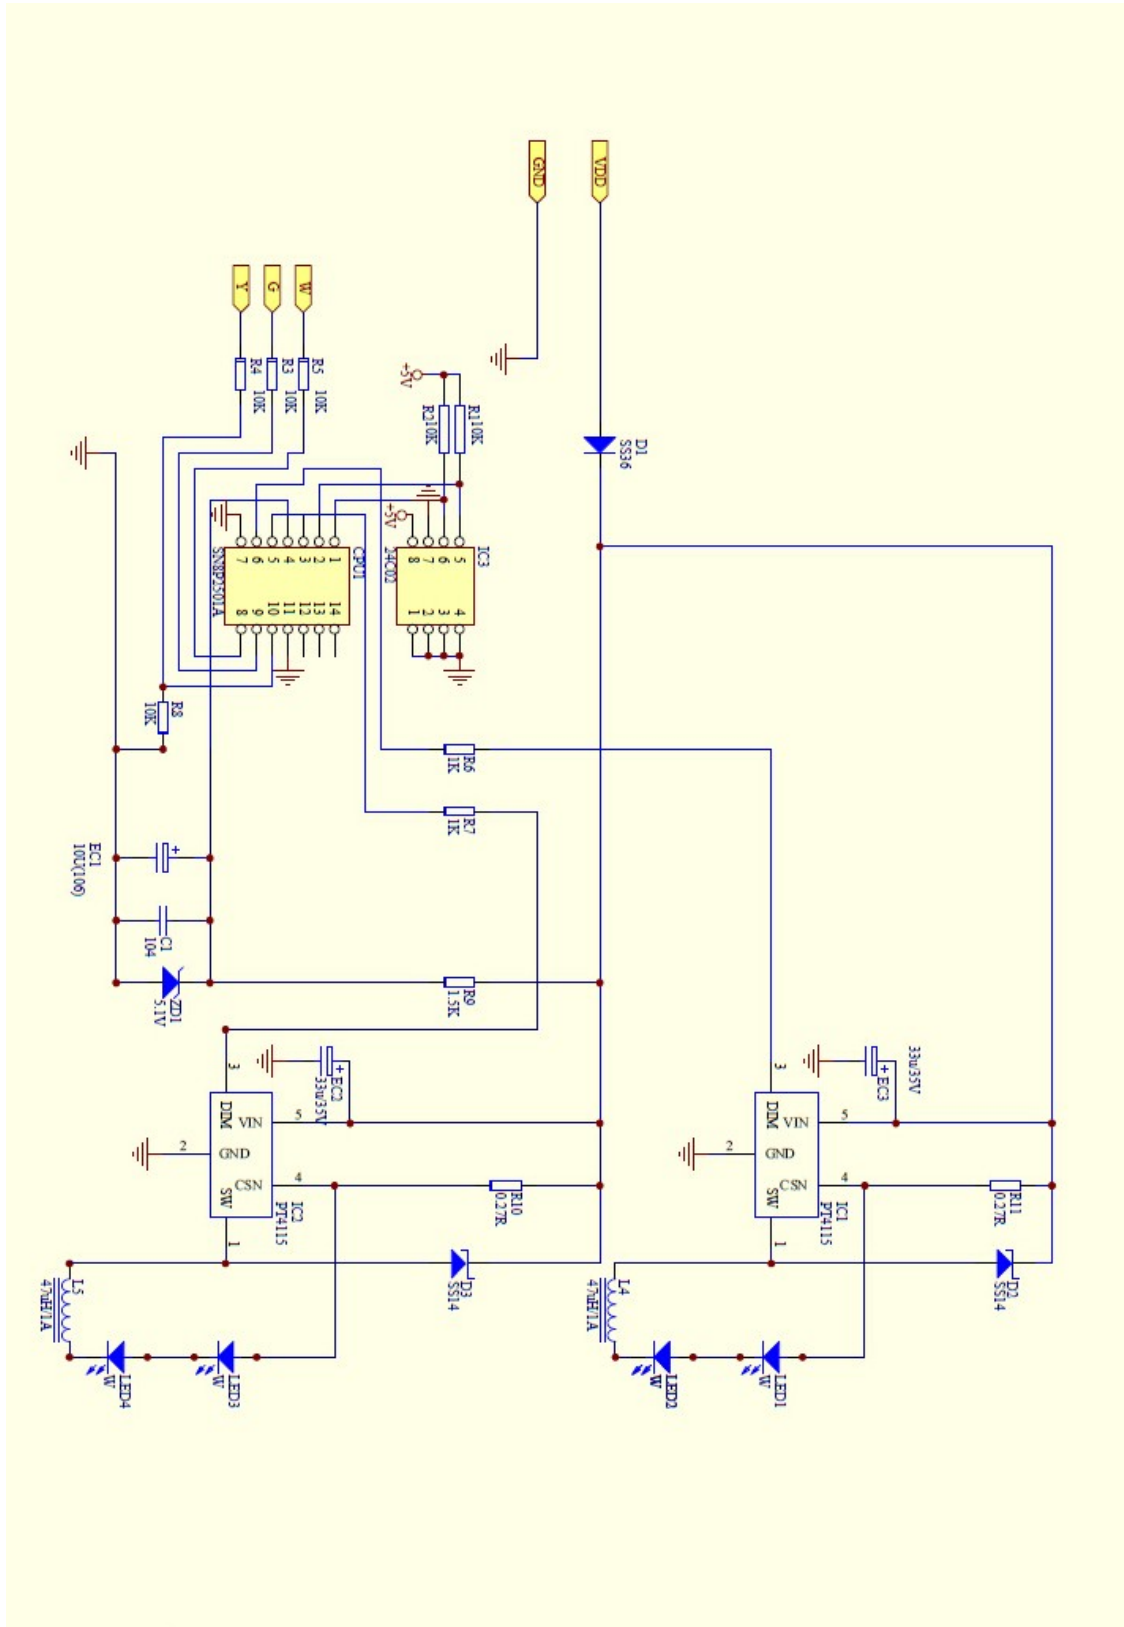 GND
VDD
Y
G
W
R4 10K
R3 10K
R5 10K
+5V
R2 10K
R1 10K
D1
SS36
+5V
IC3
24C02
8 7 6 5
1 2 3 4
CPU1
SN8P2501A
7 6 5 4 3 2 1
8 9 10 11 12 13 14
R8
10K
R6
1K
R7
1K
EC1
10U(106)
C1
104
ZD1
5.1V
R9
1.5K
EC2
33u/35V
EC3
33u/35V
3
DIM
VIN
5
2
GND
CSN
4
SW
1
IC2
PT4115
R10
0.27R
3
DIM
VIN
5
2
GND
CSN
4
SW
1
IC1
PT4115
R11
0.27R
D3
SS14
D2
SS14
L5
47uH/1A
L4
47uH/1A
LED4
W
LED3
W
LED2
W
LED1
W